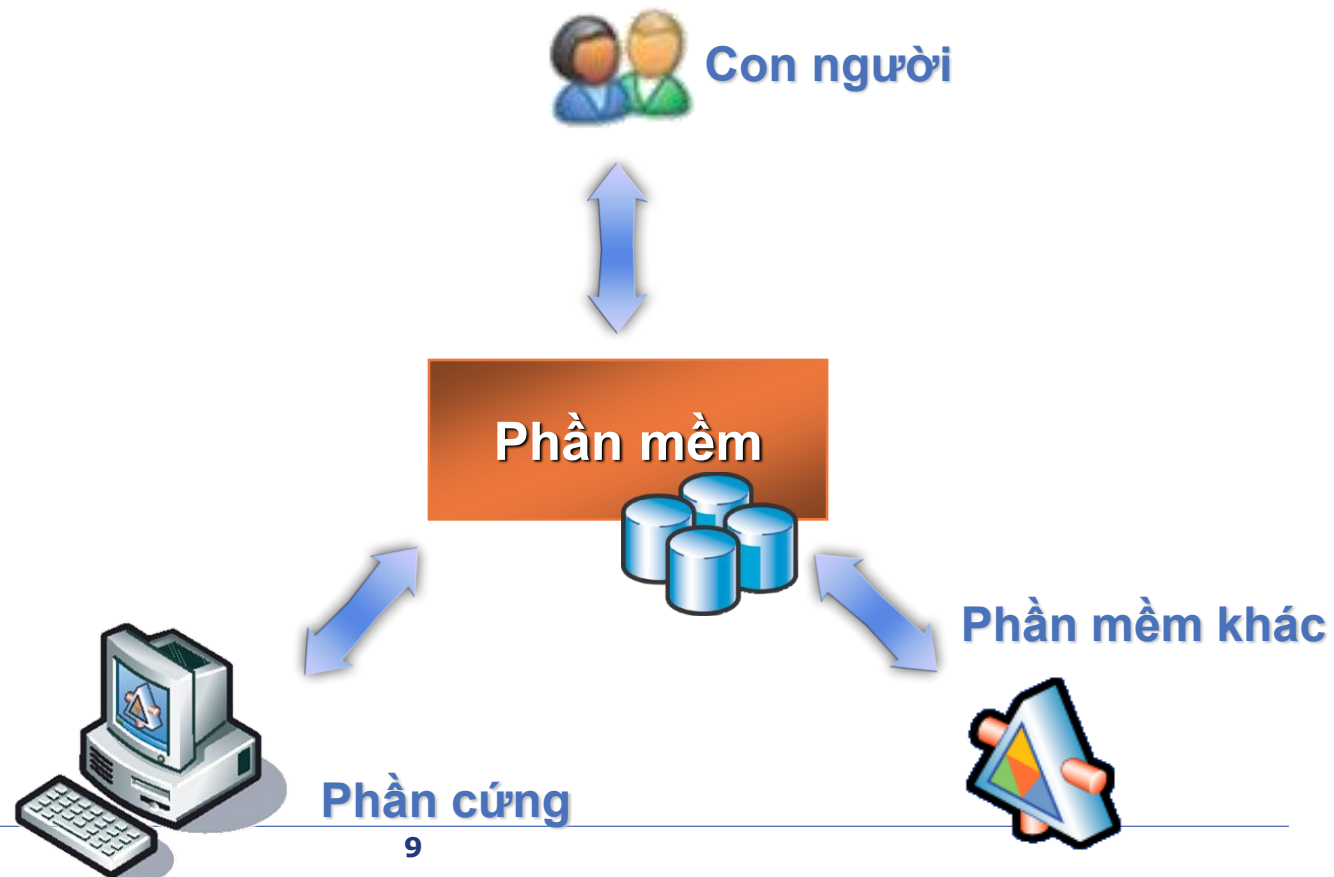 Con người
Phần mềm
Phần mềm khác
Phần cứng
9